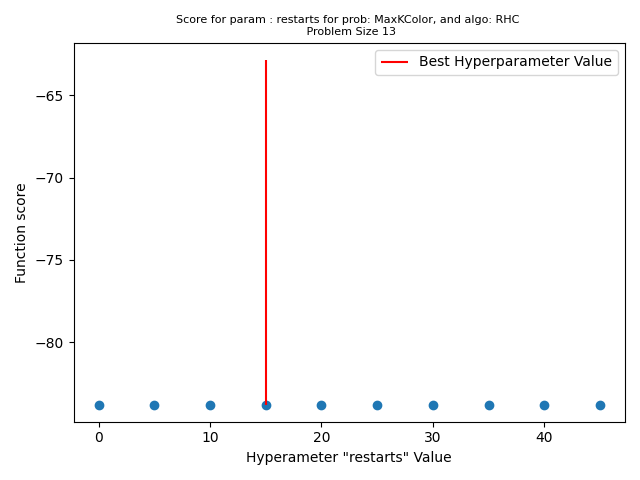 Score for param : restarts for prob: MaxKColor, and algo: RHC
Problem Size 13
Best Hyperparameter Value
Function score
−65
−70
−75
−80
0 10 20 30 40
Hyperameter "restarts" Value